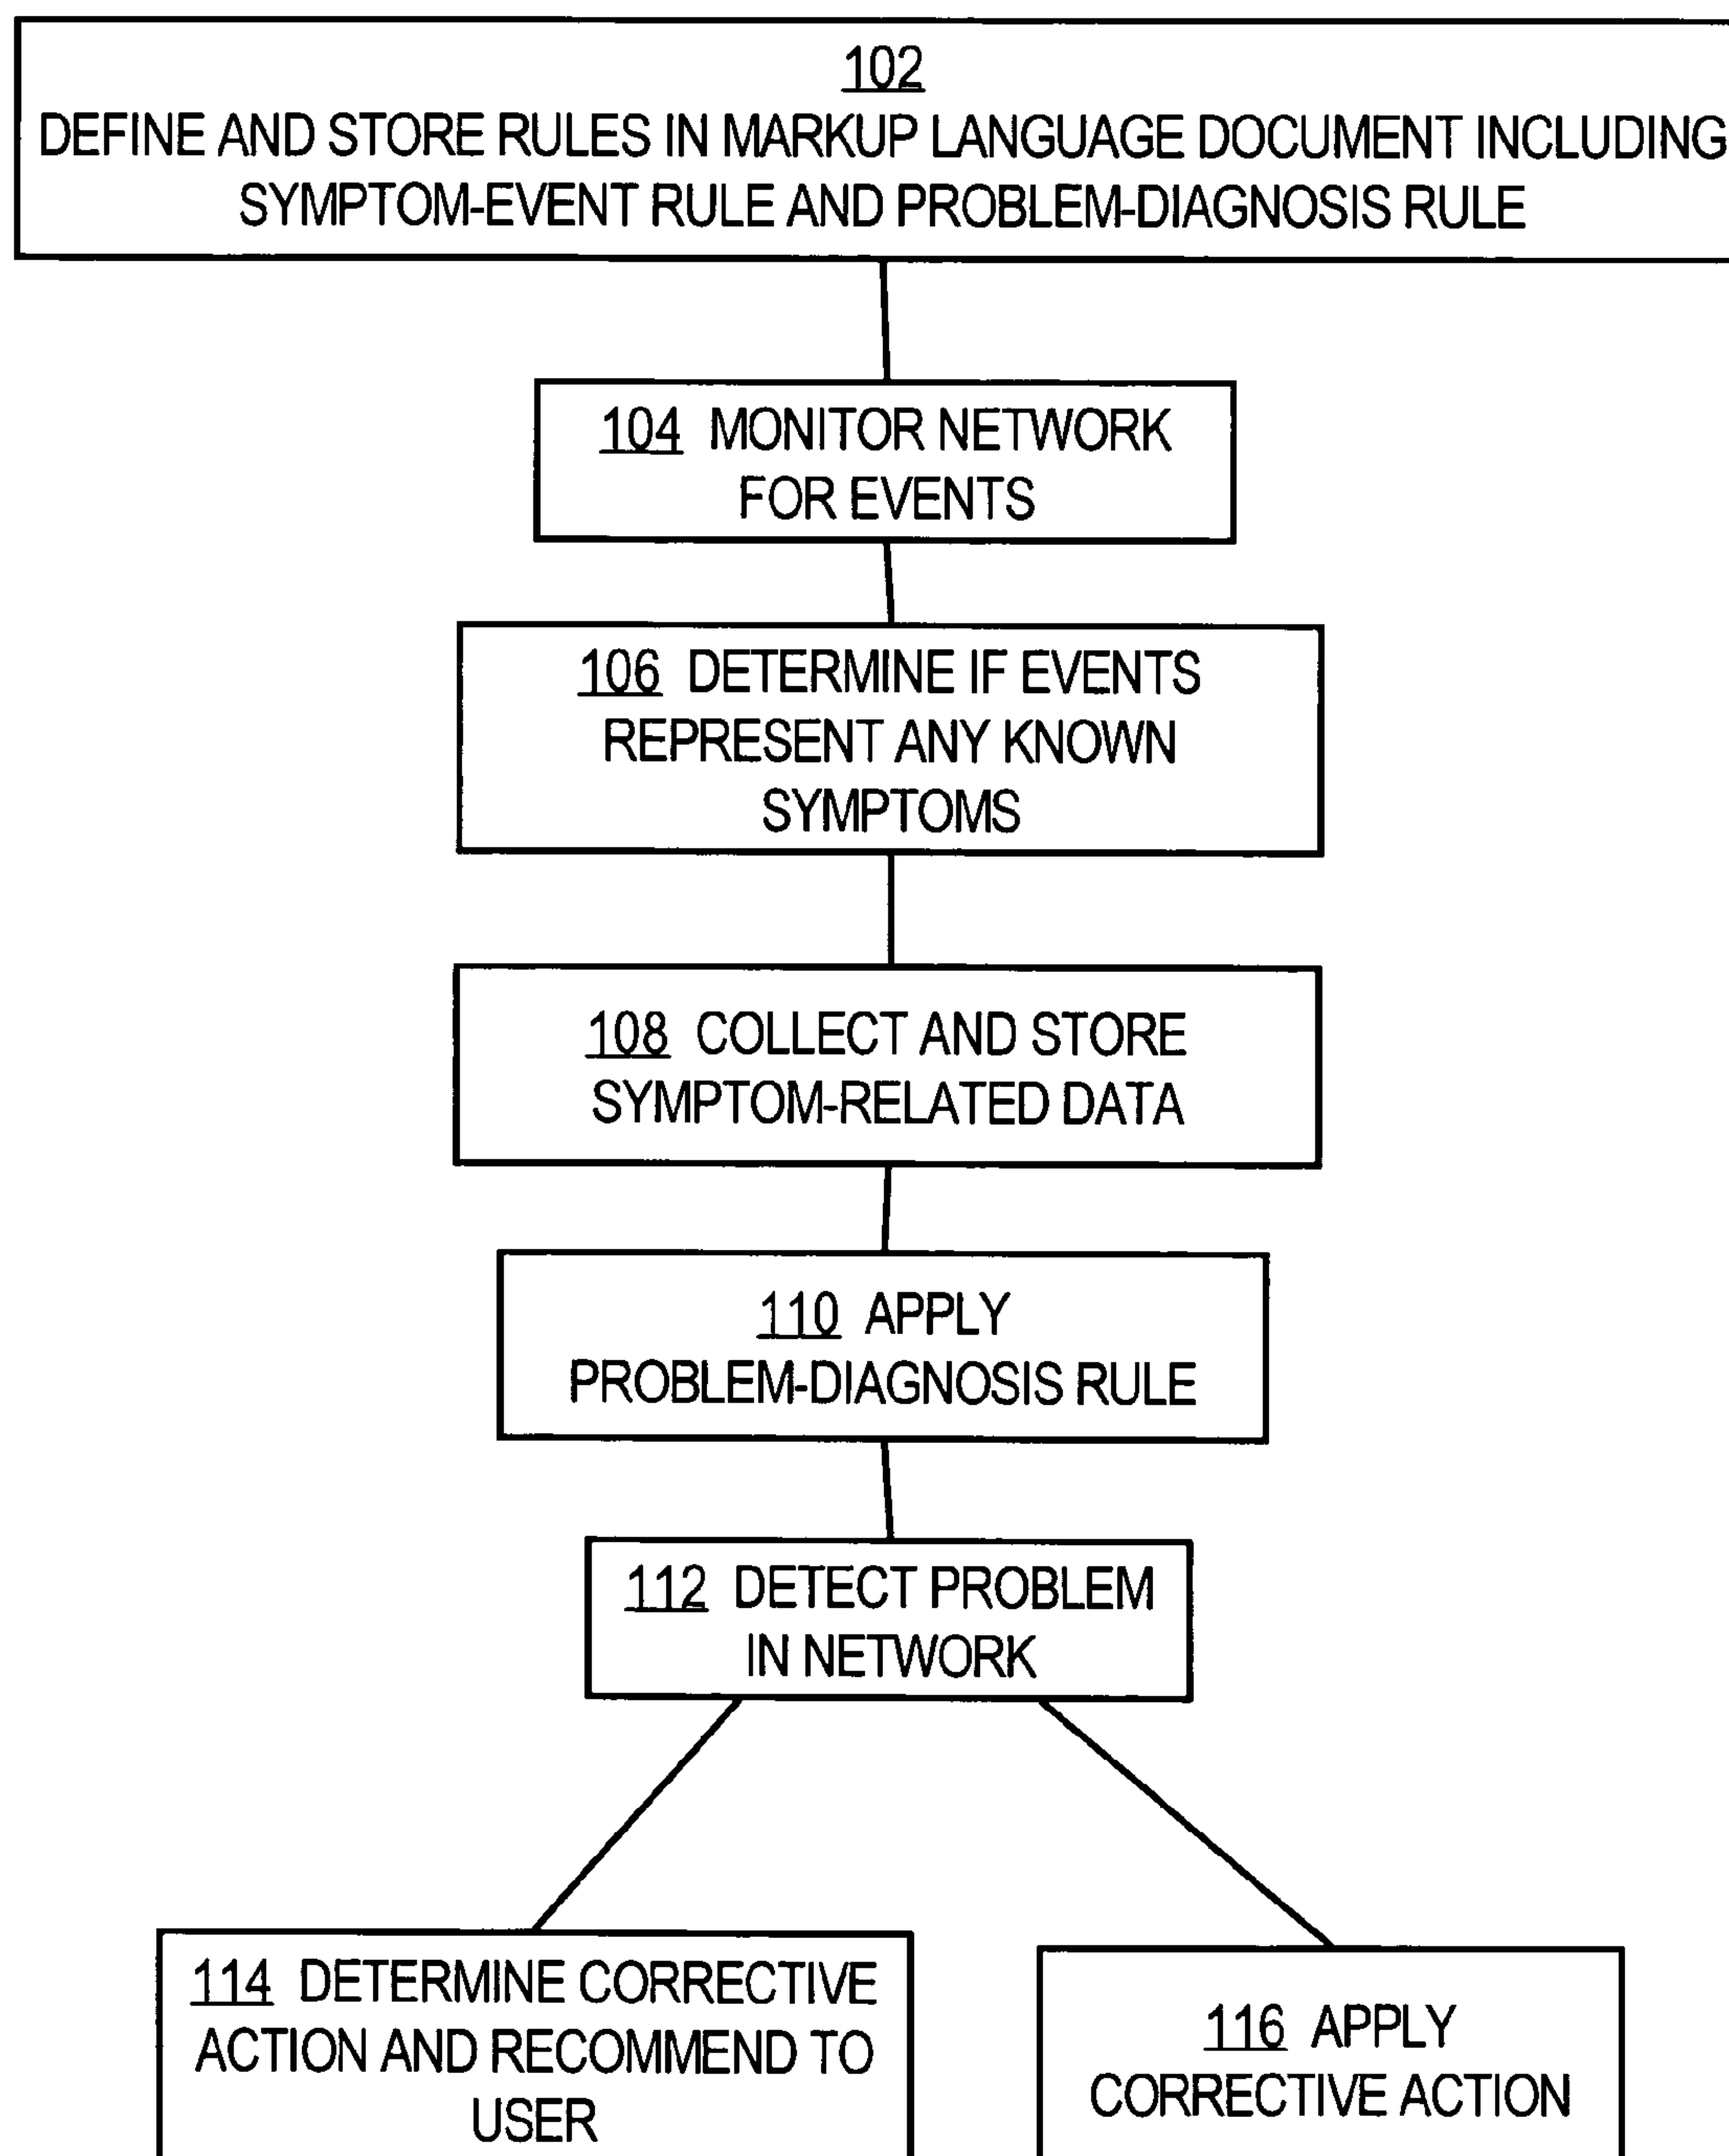 102
DEFINE AND STORE RULES IN MARKUP LANGUAGE DOCUMENT INCLUDING
SYMPTOM-EVENT RULE AND PROBLEM-DIAGNOSIS RULE
104 MONITOR NETWORK
FOR EVENTS
106 DETERMINE IF EVENTS
REPRESENT ANY KNOWN
SYMPTOMS
108 COLLECT AND STORE
SYMPTOM-RELATED DATA
110 APPLY
PROBLEM-DIAGNOSIS RULE
112 DETECT PROBLEM
IN NETWORK
114 DETERMINE CORRECTIVE
ACTION AND RECOMMEND TO
USER
116 APPLY
CORRECTIVE ACTION